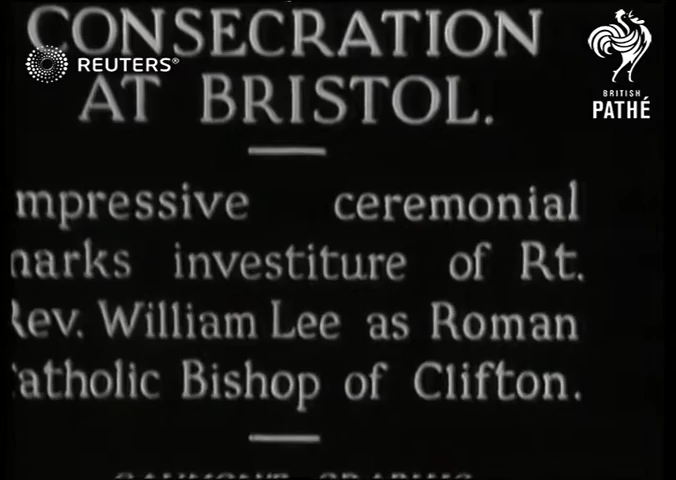 CONSECRATION
REUTERS®
AT BRISTOL.
BRITISH
PATHÉ
mpressive ceremonial
narks investiture of Rt.
Rev. William Lee as Roman
atholic Bishop of Clifton.